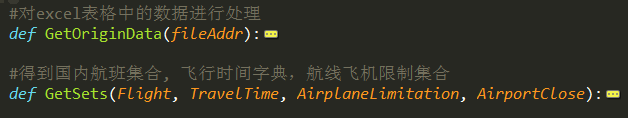 #对excel表格中的数据进行处理
def GetOriginData(fileAddr):
#得到国内航班集合, 飞行时间字典，航线飞机限制集合
def GetSets(Flight, TravelTime, AirplaneLimitation, AirportClose):